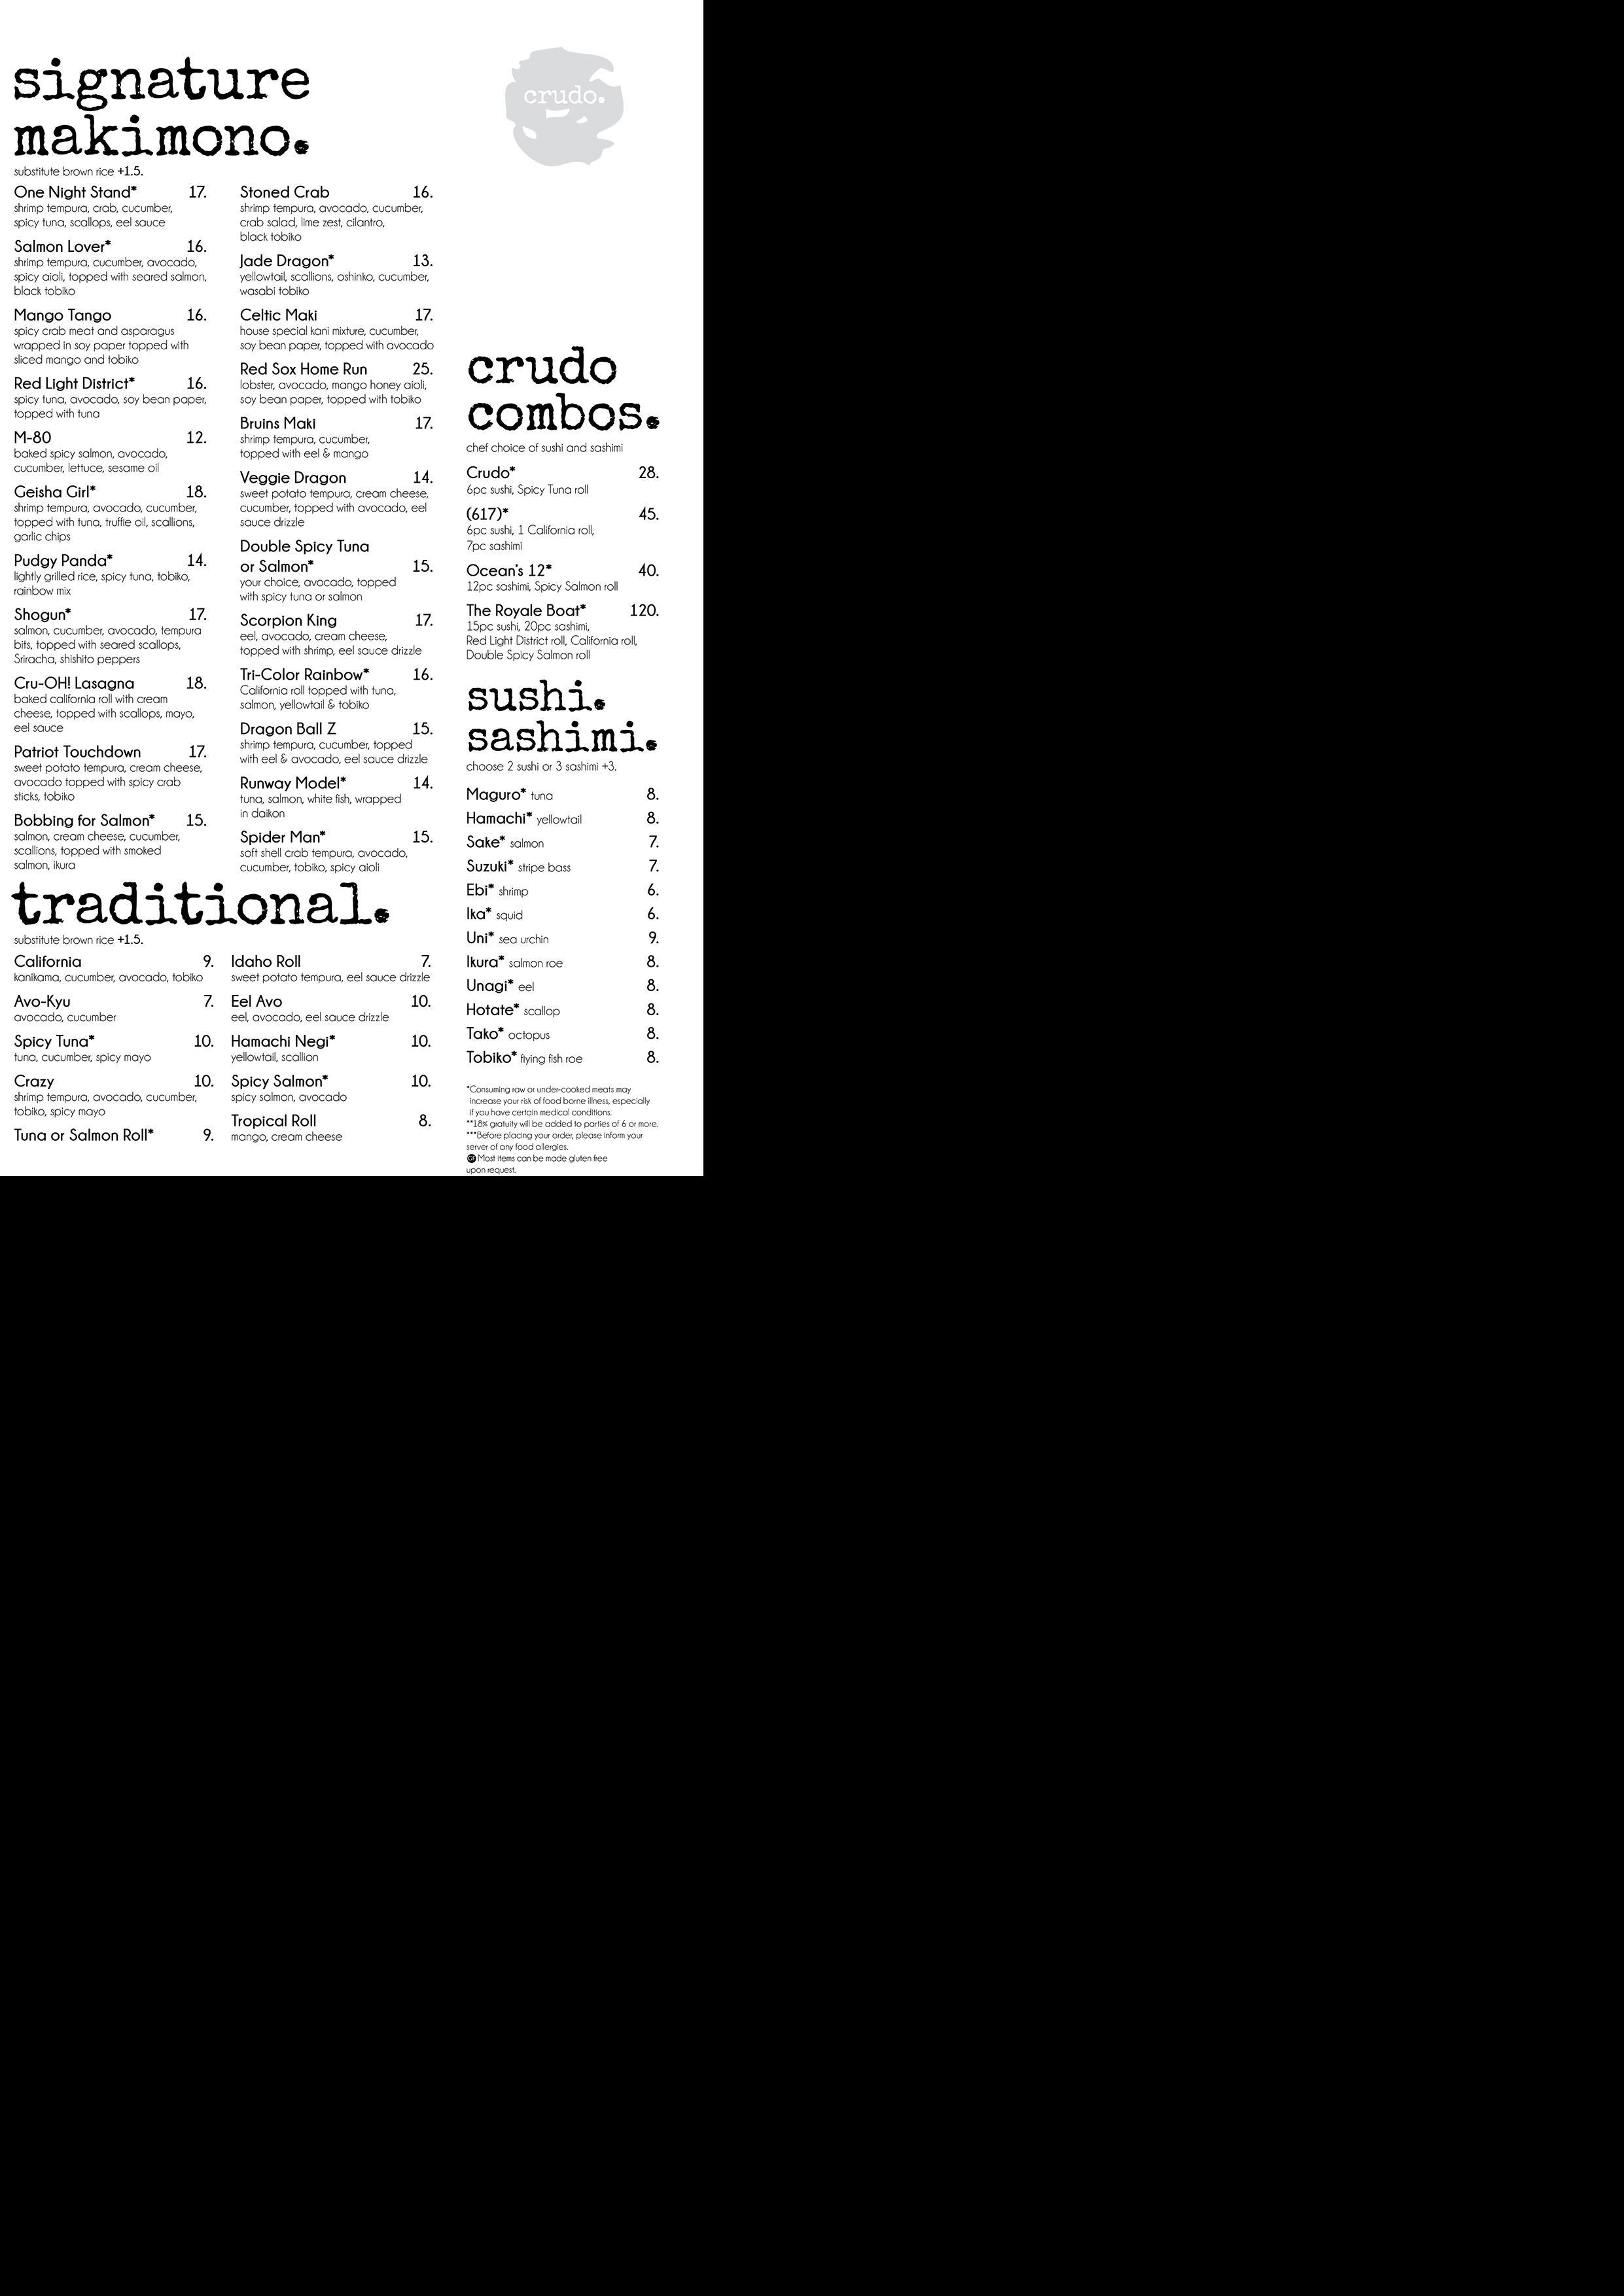 signature
makimono.
substitute brown rice +1.5.
One Night Stand* 17.
shrimp tempura, crab, cucumber,
spicy tuna, scallops, eel sauce
Salmon Lover* 16.
shrimp tempura, cucumber, avocado,
spicy aioli, topped with seared salmon,
black tobiko
Mango Tango 16.
spicy crab meat and asparagus
wrapped in soy paper topped with
sliced mango and tobiko
Red Light District* 16.
spicy tuna, avocado, soy bean paper,
topped with tuna
M-80 12.
baked spicy salmon, avocado,
cucumber, lettuce, sesame oil
Geisha Girl* 18.
shrimp tempura, avocado, cucumber,
topped with tuna, truffle oil, scallions,
garlic chips
Pudgy Panda* 14.
lightly grilled rice, spicy tuna, tobiko,
rainbow mix
Shogun* 17.
salmon, cucumber, avocado, tempura
bits, topped with seared scallops,
Sriracha, shishito peppers
Cru-OH! Lasagna 18.
baked california roll with cream
cheese, topped with scallops, mayo,
eel sauce
Patriot Touchdown 17.
sweet potato tempura, cream cheese,
avocado topped with spicy crab
sticks, tobiko
Bobbing for Salmon* 15.
salmon, cream cheese, cucumber,
scallions, topped with smoked
salmon, ikura
Stoned Crab 16.
shrimp tempura, avocado, cucumber,
crab salad, lime zest, cilantro,
black tobiko
Jade Dragon* 13.
yellowtail, scallions, oshinko, cucumber,
wasabi tobiko
Celtic Maki 17.
house special kani mixture, cucumber,
soy bean paper, topped with avocado
Red Sox Home Run 25.
lobster, avocado, mango honey aioli,
soy bean paper, topped with tobiko
Bruins Maki 17.
shrimp tempura, cucumber,
topped with eel & mango
Veggie Dragon 14.
sweet potato tempura, cream cheese,
cucumber, topped with avocado, eel
sauce drizzle
Double Spicy Tuna
or Salmon* 15.
your choice, avocado, topped
with spicy tuna or salmon
Scorpion King 17.
eel, avocado, cream cheese,
topped with shrimp, eel sauce drizzle
Tri-Color Rainbow* 16.
California roll topped with tuna,
salmon, yellowtail & tobiko
Dragon Ball Z 15.
shrimp tempura, cucumber, topped
with eel & avocado, eel sauce drizzle
Runway Model* 14.
tuna, salmon, white fish, wrapped
in daikon
Spider Man* 15.
soft shell crab tempura, avocado,
cucumber, tobiko, spicy aioli
traditional.
substitute brown rice +1.5.
California 9.
kanikama, cucumber, avocado, tobiko
Avo-Kyu 7.
avocado, cucumber
Spicy Tuna* 10.
tuna, cucumber, spicy mayo
Crazy 10.
shrimp tempura, avocado, cucumber,
tobiko, spicy mayo
Tuna or Salmon Roll* 9.
Idaho Roll 7.
sweet potato tempura, eel sauce drizzle
Eel Avo 10.
eel, avocado, eel sauce drizzle
Hamachi Negi* 10.
yellowtail, scallion
Spicy Salmon* 10.
spicy salmon, avocado
Tropical Roll 8.
mango, cream cheese
crudo.
crudo
combos.
chef choice of sushi and sashimi
Crudo* 28.
6pc sushi, Spicy Tuna roll
(617)* 45.
6pc sushi, 1 California roll,
7pc sashimi
Ocean's 12* 40.
12pc sashimi, Spicy Salmon roll
The Royale Boat* 120.
15pc sushi, 20pc sashimi,
Red Light District roll, California roll,
Double Spicy Salmon roll
sushi.
sashimi.
choose 2 sushi or 3 sashimi +3.
Maguro* tuna 8.
Hamachi* yellowtail 8.
Sake* salmon 7.
Suzuki* stripe bass 7.
Ebi* shrimp 6.
Ika* squid 6.
Uni* sea urchin 9.
Ikura* salmon roe 8.
Unagi* eel 8.
Hotate* scallop 8.
Tako* octopus 8.
Tobiko* flying fish roe 8.
*Consuming raw or under-cooked meats may
increase your risk of food borne illness, especially
if you have certain medical conditions.
**18% gratuity will be added to parties of 6 or more.
***Before placing your order, please inform your
server of any food allergies.
GF Most items can be made gluten free
upon request.